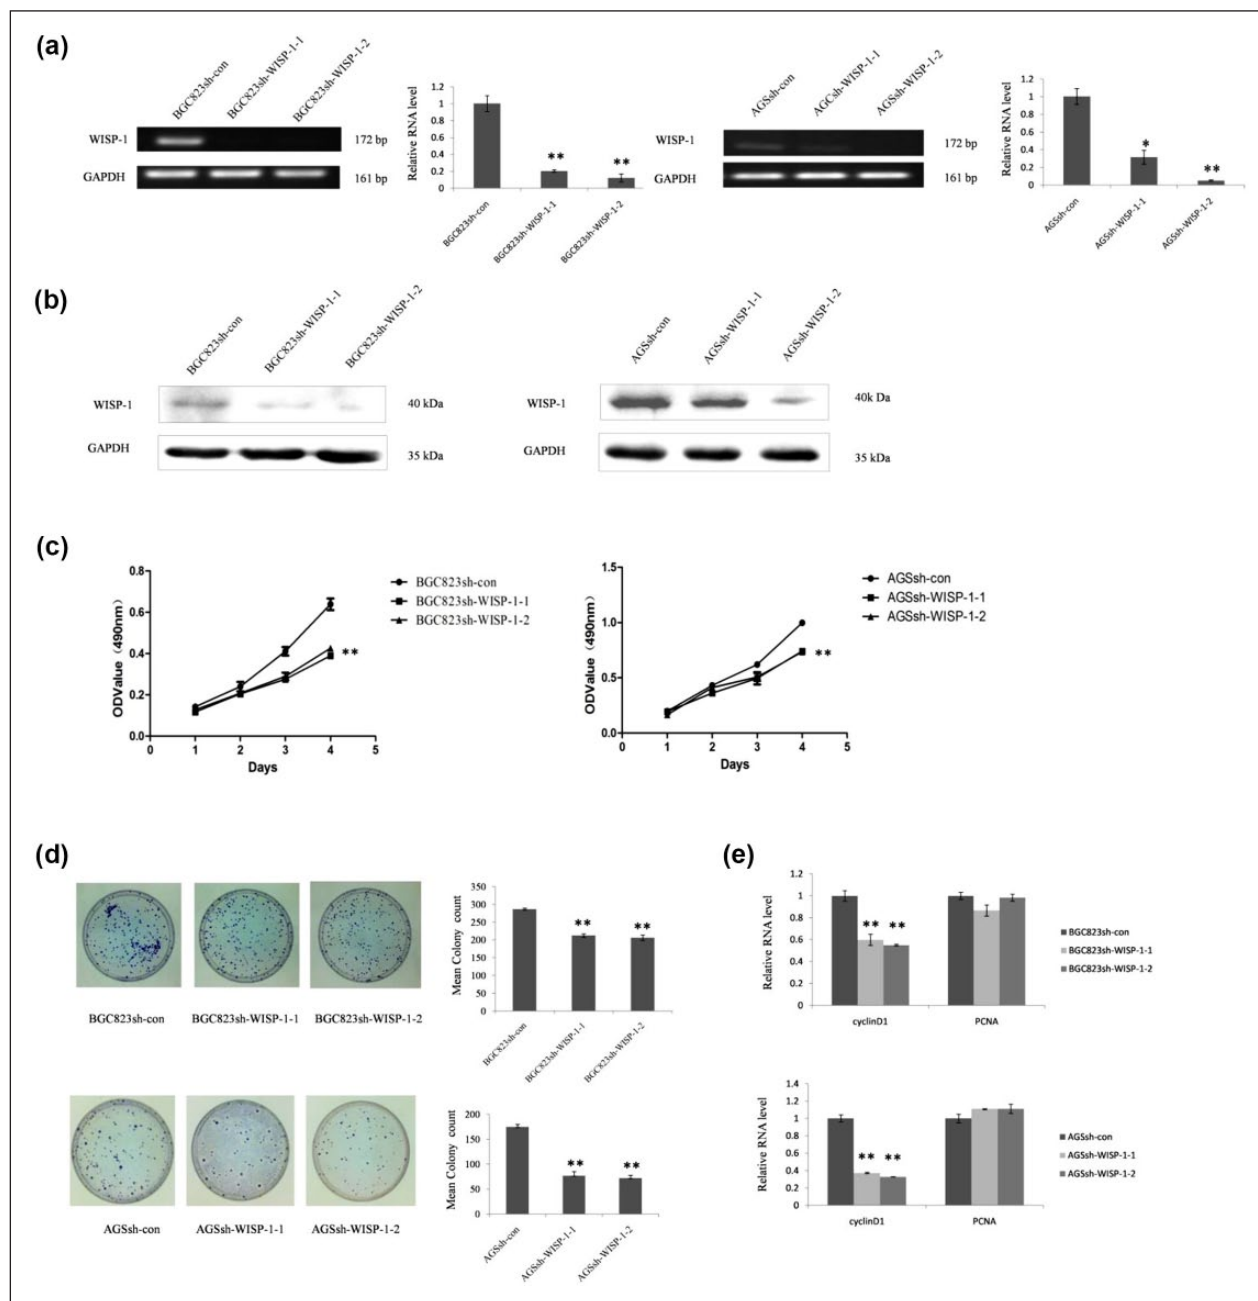 (a)
BGC823sh-con
BGC823sh-WISP-1-1
BGC823sh-WISP-1-2
WISP-1
172 bp
GAPDH
161 bp
Relative RNA level
1.2
1
0.8
0.6
0.4
0.2
0
**
**
BGC823sh-con
BGC823sh-WISP-1-1
BGC823sh-WISP-1-2
AGSsh-con
AGCsh-WISP-1-1
AGSsh-WISP-1-2
WISP-1
172 bp
GAPDH
161 bp
Relative RNA level
1.2
1
0.8
0.6
0.4
0.2
0
*
**
AGSsh-con
AGSsh-WISP-1-1
AGSsh-WISP-1-2
(b)
BGC823sh-con
BGC823sh-WISP-1-1
BGC823sh-WISP-1-2
WISP-1
40 kDa
GAPDH
35 kDa
AGSsh-con
AGSsh-WISP-1-1
AGSsh-WISP-1-2
WISP-1
40k Da
GAPDH
35 kDa
(c)
ODValue (490nm)
0.8
0.6
0.4
0.2
0.0
0 1 2 3 4 5
Days
BGC823sh-con
BGC823sh-WISP-1-1
BGC823sh-WISP-1-2
**
ODValue (490nm)
1.5
1.0
0.5
0.0
0 1 2 3 4 5
Days
AGSsh-con
AGSsh-WISP-1-1
AGSsh-WISP-1-2
**
(d)
BGC823sh-con
BGC823sh-WISP-1-1
BGC823sh-WISP-1-2
Mean Colony count
350
300
250
200
150
100
50
0
**
**
BGC823sh-con
BGC823sh-WISP-1-1
BGC823sh-WISP-1-2
AGSsh-con
AGSsh-WISP-1-1
AGSsh-WISP-1-2
Mean Colony count
200
150
100
50
0
**
**
AGSsh-con
AGSsh-WISP-1-1
AGSsh-WISP-1-2
(e)
Relative RNA level
1.2
1
0.8
0.6
0.4
0.2
0
** **
cyclinD1
PCNA
BGC823sh-con
BGC823sh-WISP-1-1
BGC823sh-WISP-1-2
Relative RNA level
1.4
1.2
1
0.8
0.6
0.4
0.2
0
** **
cyclinD1
PCNA
AGSsh-con
AGSsh-WISP-1-1
AGSsh-WISP-1-2